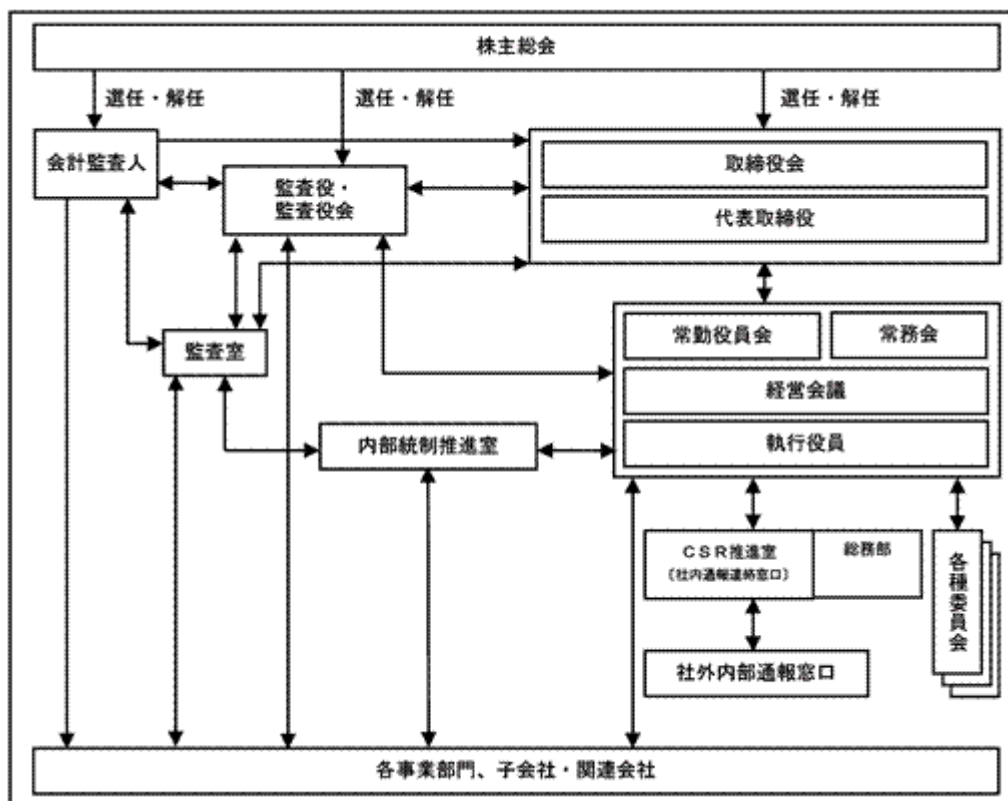 株主総会
選任・解任
選任・解任
選任・解任
会計監査人
監査役・
監査役会
取締役会
代表取締役
監査室
常勤役員会
常務会
経営会議
執行役員
内部統制推進室
CSR推進室
(社内通報連絡窓口)
総務部
各種委員会
社外内部通報窓口
各事業部門、子会社・関連会社